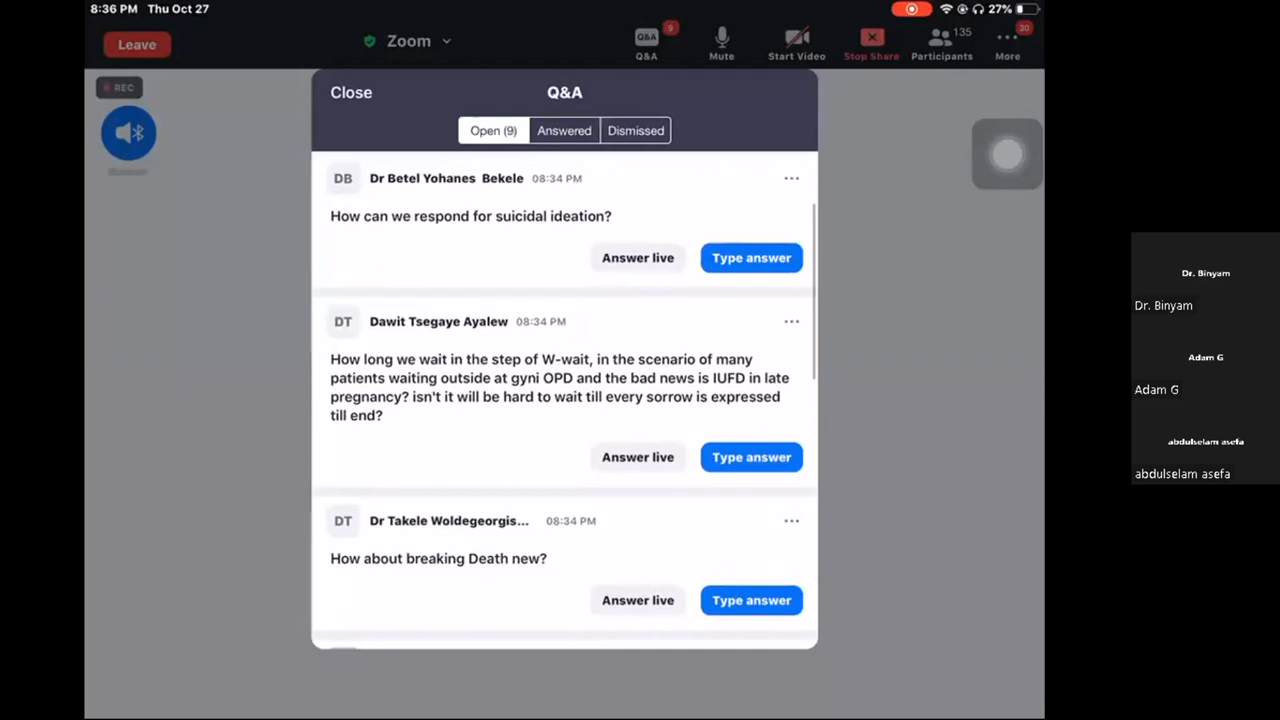 8:36 PM Thu Oct 27
27%
Leave
Zoom
Q&A
9
Q&A
Mute
Start Video
Stop Share
135
Participants
30
More
REC
Close
Q&A
Open (9)
Answered
Dismissed
DB
Dr Betel Yohanes Bekele 08:34 PM
How can we respond for suicidal ideation?
Answer live
Type answer
DT
Dawit Tsegaye Ayalew 08:34 PM
How long we wait in the step of W-wait, in the scenario of many
patients waiting outside at gyni OPD and the bad news is IUFD in late
pregnancy? isn't it will be hard to wait till every sorrow is expressed
till end?
Answer live
Type answer
DT
Dr Takele Woldegeorgis... 08:34 PM
How about breaking Death new?
Answer live
Type answer
Dr. Binyam
Dr. Binyam
Adam G
Adam G
abdulselam asefa
abdulselam asefa